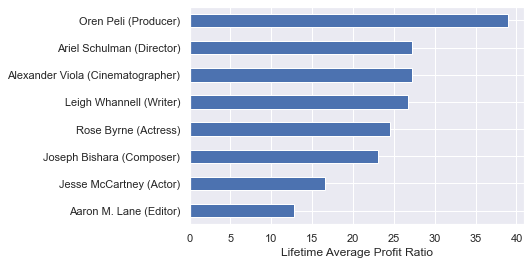 Oren Peli (Producer)
Ariel Schulman (Director)
Alexander Viola (Cinematographer)
Leigh Whannell (Writer)
Rose Byrne (Actress)
Joseph Bishara (Composer)
Jesse McCartney (Actor)
Aaron M. Lane (Editor)
0 5 10 15 20 25 30 35 40
Lifetime Average Profit Ratio